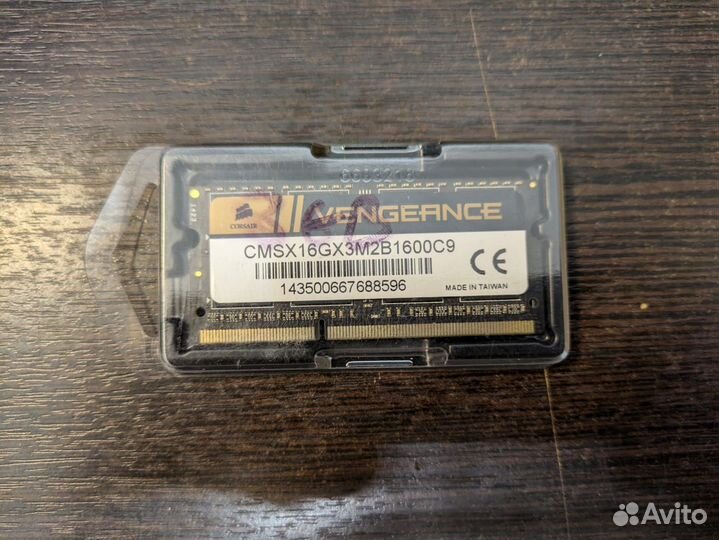 CORSAIR
VENGEANCE
CMSX16GX3M2B1600C9
143500667688596
CE
MADE IN TAIWAN
Avito